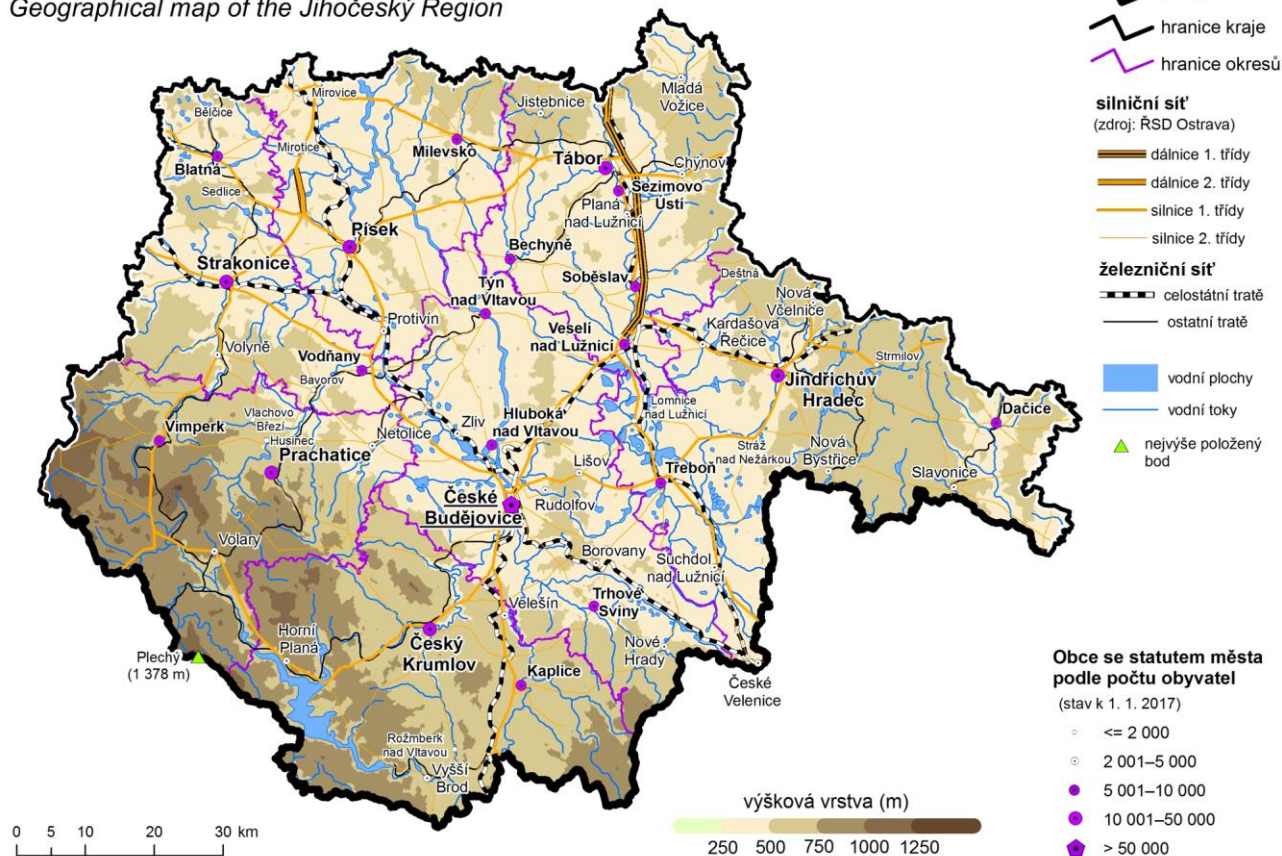 Geographical map of the Jihočeský Region
hranice kraje
hranice okresů
silniční síť
(zdroj: ŘSD Ostrava)
dálnice 1. třídy
dálnice 2. třídy
silnice 1. třídy
silnice 2. třídy
železniční síť
celostátní tratě
ostatní tratě
vodní plochy
vodní toky
nejvýše položený
bod
Mladá
Vožice
Mirovice
Jistebnice
Bělčice
Milevsko
Mirotice
Tábor
Chýnov
Blatná
Sedlice
Sezimovo
Ústí
Planá
nad Lužnicí
Písek
Bechyně
Strakonice
Soběslav
Deštná
Týn
nad Vltavou
Nová
Včelnice
Protivín
Veselí
nad Lužnicí
Kardašova
Řečice
Volyně
Vodňany
Strmilov
Bavorov
Jindřichův
Hradec
Lomnice
nad Lužnicí
Dačice
Vlachovo
Březí
Vimperk
Husinec
Netolice
Zliv
Hluboká
nad Vltavou
Stráž
nad Nežárkou
Nová
Bystřice
Prachatice
Lišov
Třeboň
Slavonice
České
Budějovice
Rudolfov
Volary
Borovany
Suchdol
nad Lužnicí
Trhové
Sviny
Velešín
Horní
Planá
Český
Krumlov
Nové
Hrady
Plechý
(1 378 m)
Kaplice
České
Velenice
Rožmberk
nad Vltavou
Vyšší
Brod
Obce se statutem města
podle počtu obyvatel
(stav k 1. 1. 2017)
<= 2 000
2 001–5 000
5 001–10 000
10 001–50 000
> 50 000
výšková vrstva (m)
250 500 750 1000 1250
0 5 10 20 30 km